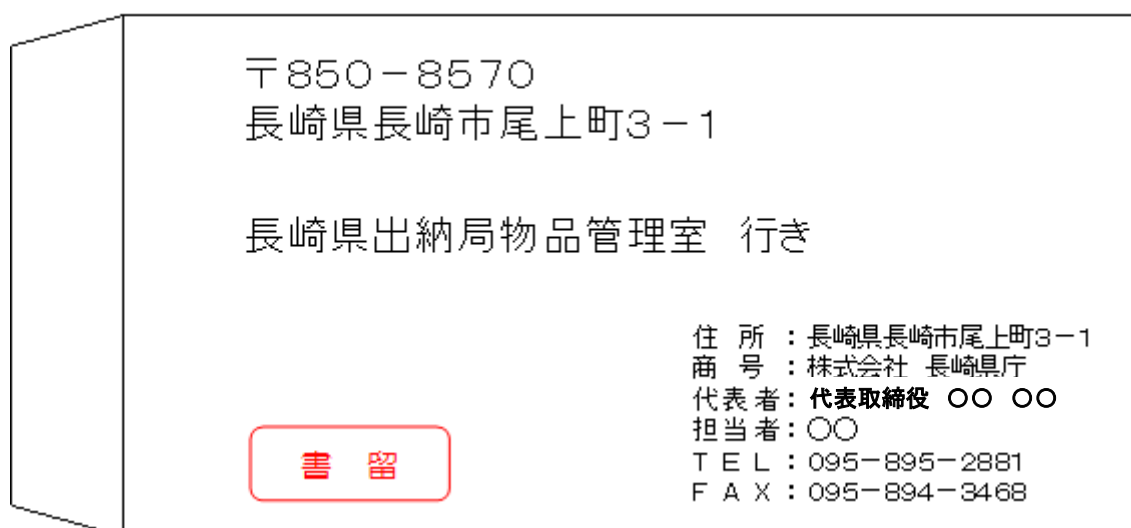 〒850-8570
長崎県長崎市尾上町3-1
長崎県出納局物品管理室 行き
住 所 :長崎県長崎市尾上町3-1
商 号 :株式会社 長崎県庁
代表者:代表取締役 ○○ ○○
担当者:○○
TEL:095-895-2881
FAX:095-894-3468
書 留